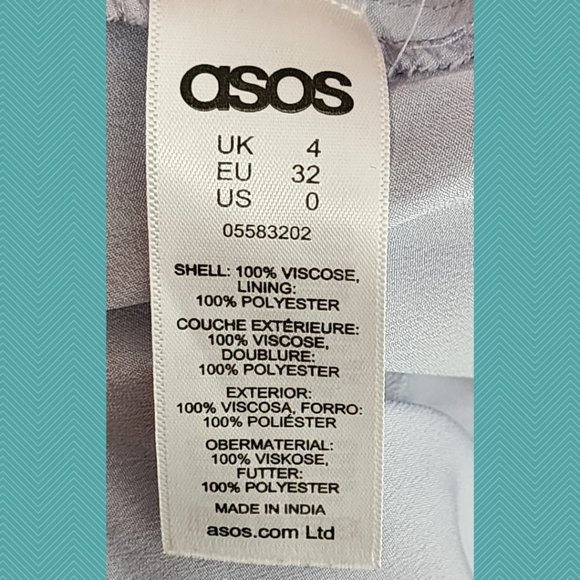 asos
UK 4
EU 32
US 0
05583202
SHELL: 100% VISCOSE,
LINING:
100% POLYESTER
COUCHE EXTÉRIEURE:
100% VISCOSE,
DOUBLURE:
100% POLYESTER
EXTERIOR:
100% VISCOSA, FORRO:
100% POLIÉSTER
OBERMATERIAL:
100% VISKOSE,
FUTTER:
100% POLYESTER
MADE IN INDIA
asos.com Ltd